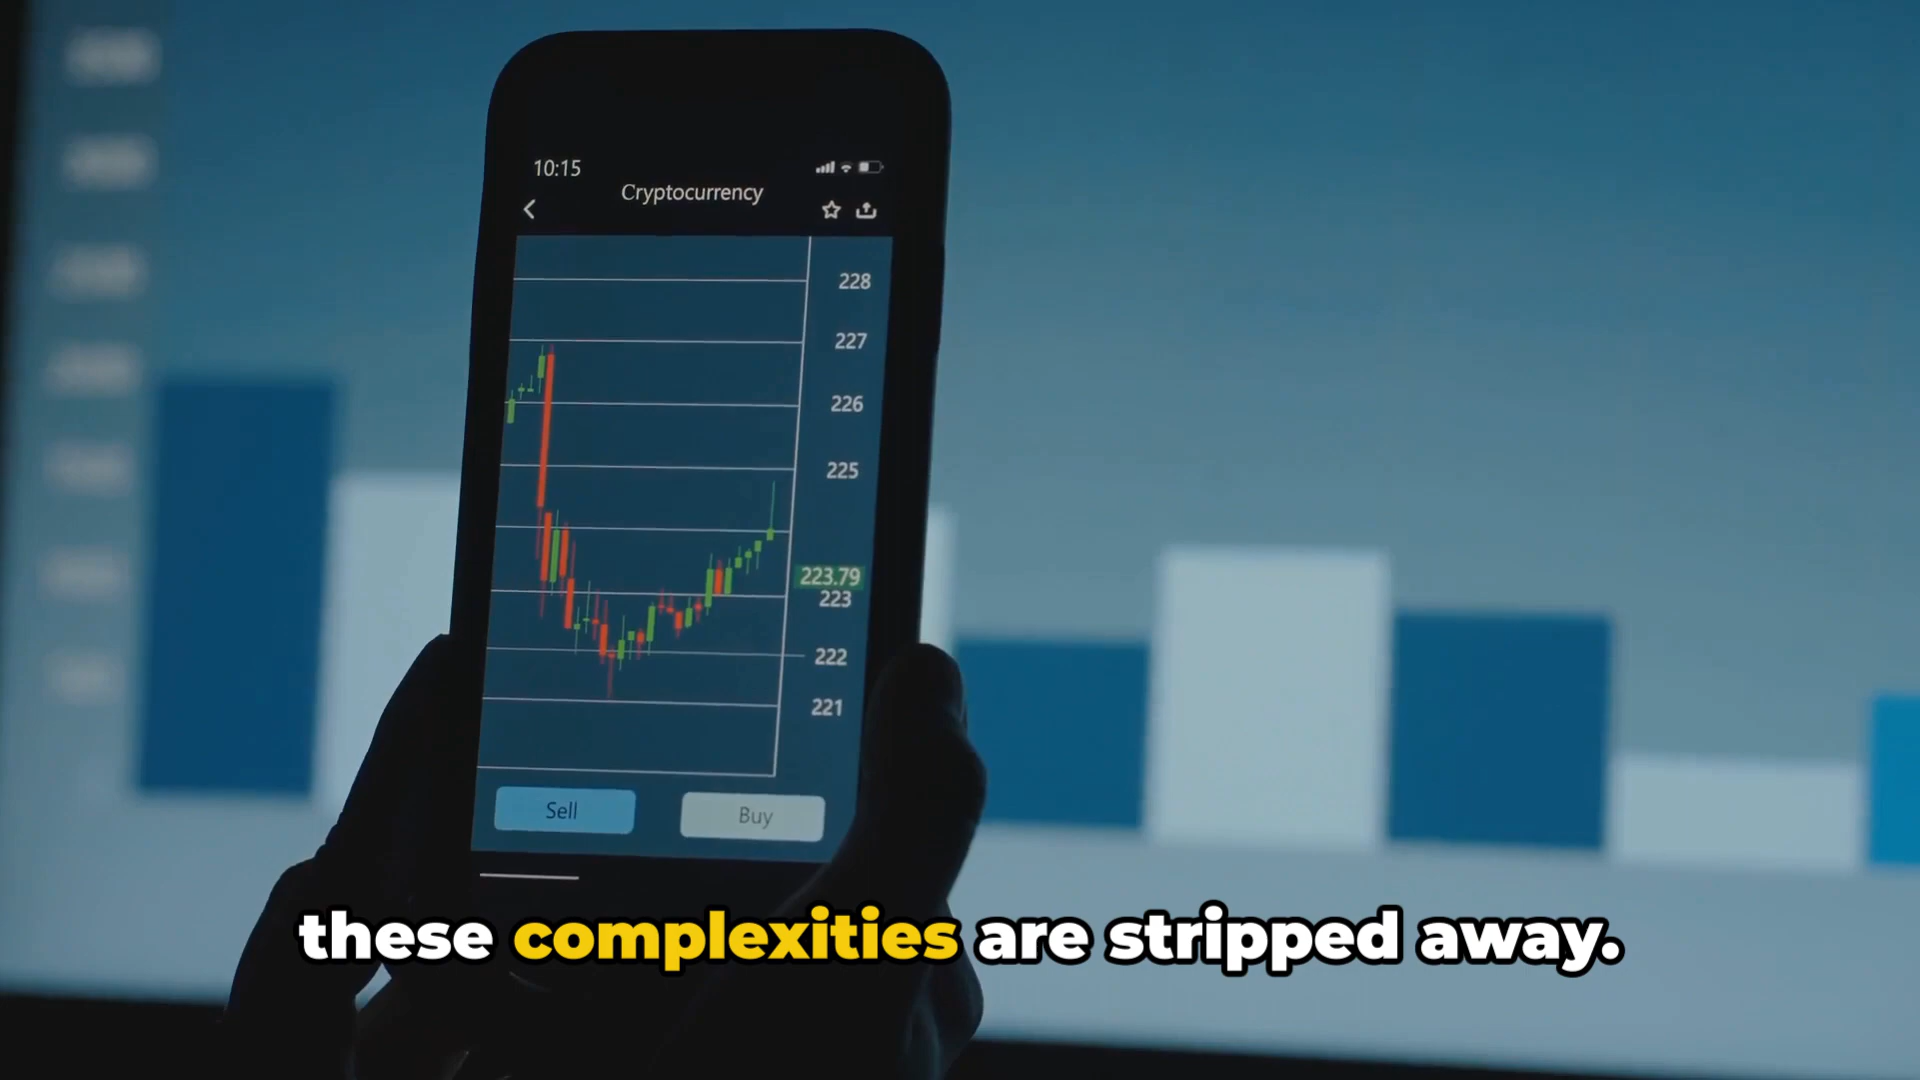 10:15
Cryptocurrency
228
227
226
225
223.79
223
222
221
Sell
Buy
these complexities are stripped away.